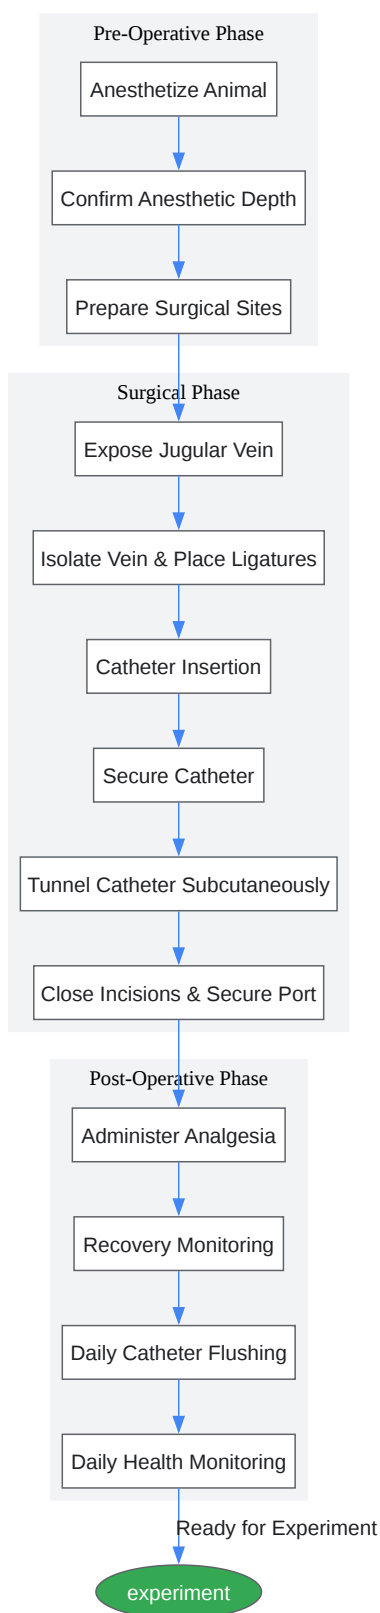 Pre-Operative Phase
Anesthetize Animal
Confirm Anesthetic Depth
Prepare Surgical Sites
Surgical Phase
Expose Jugular Vein
Isolate Vein & Place Ligatures
Catheter Insertion
Secure Catheter
Tunnel Catheter Subcutaneously
Close Incisions & Secure Port
Post-Operative Phase
Administer Analgesia
Recovery Monitoring
Daily Catheter Flushing
Daily Health Monitoring
Ready for Experiment
experiment